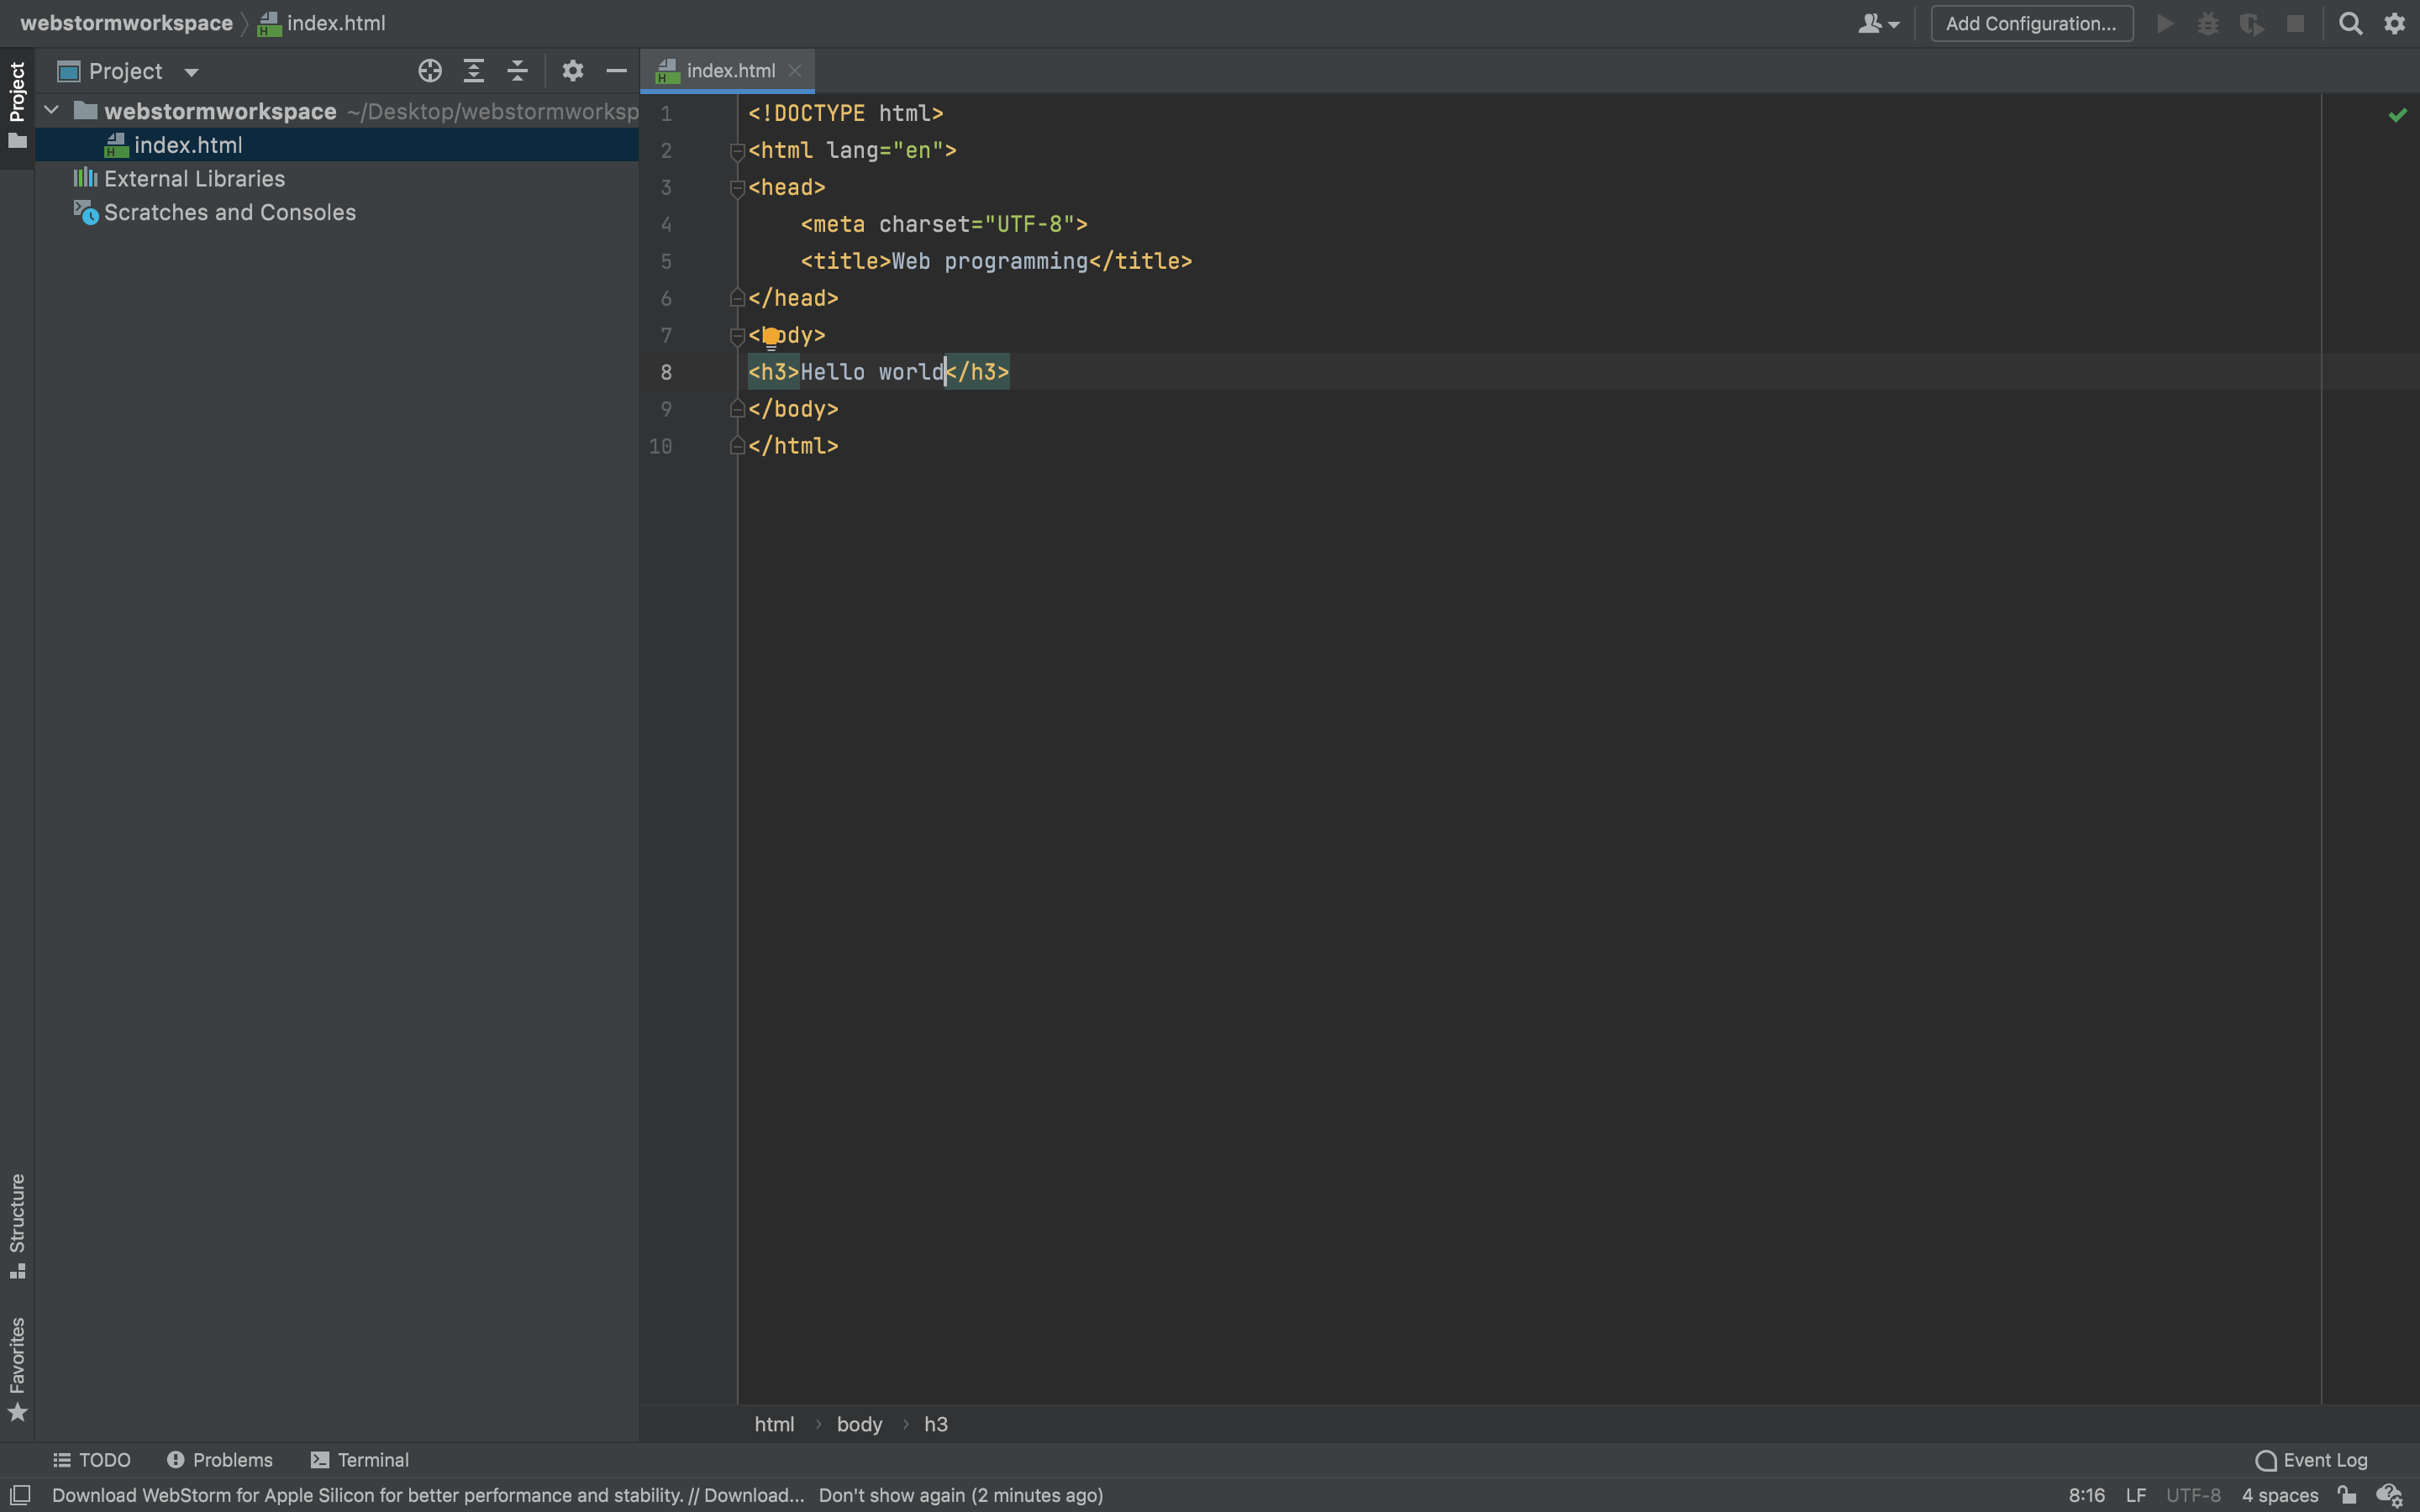 webstormworkspace index.html
Add Configuration...
Project
Project
webstormworkspace ~/Desktop/webstormworksp
index.html
External Libraries
Scratches and Consoles
Structure
Favorites
index.html
1 <!DOCTYPE html>
2 <html lang="en">
3 <head>
4 <meta charset="UTF-8">
5 <title>Web programming</title>
6 </head>
7 <body>
8 <h3>Hello world</h3>
9 </body>
10 </html>
html body h3
TODO Problems Terminal
Event Log
Download WebStorm for Apple Silicon for better performance and stability. // Download... Don't show again (2 minutes ago)
8:16 LF UTF-8 4 spaces